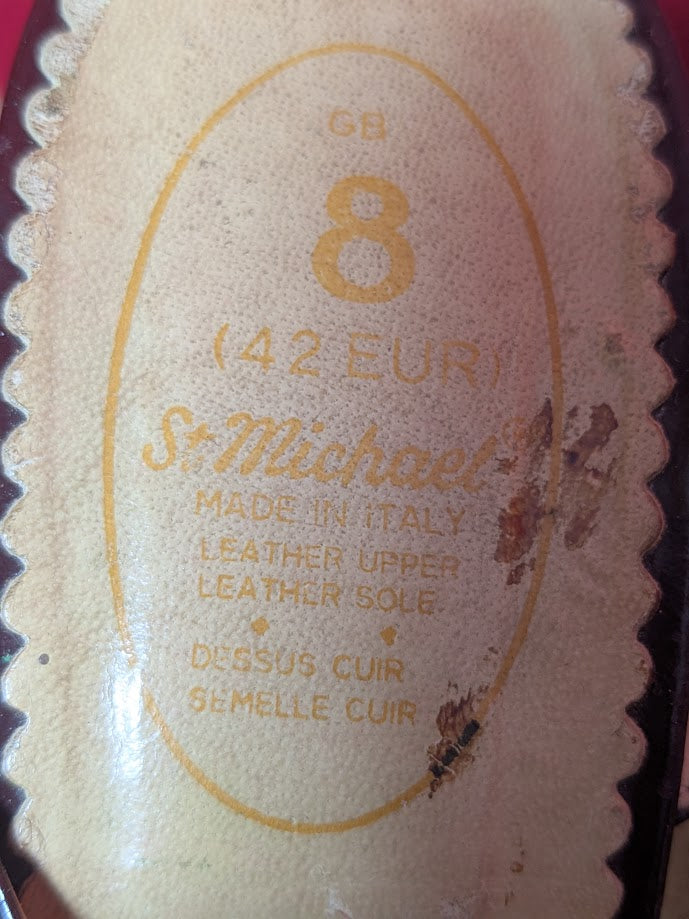 GB
8
(42 EUR)
St Michael®
MADE IN ITALY
LEATHER UPPER
LEATHER SOLE
DESSUS CUIR
SEMELLE CUIR